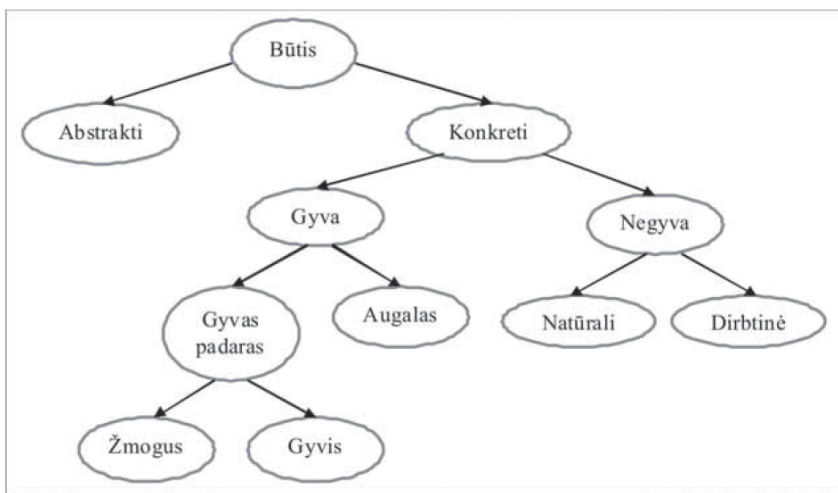 Būtis
Abstrakti
Konkreti
Gyva
Negyva
Gyvas
padaras
Augalas
Natūrali
Dirbtinė
Žmogus
Gyvis